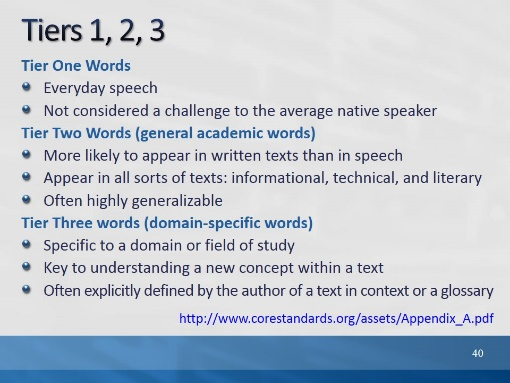 Tiers 1, 2, 3
Tier One Words
Everyday speech
Not considered a challenge to the average native speaker
Tier Two Words (general academic words)
More likely to appear in written texts than in speech
Appear in all sorts of texts: informational, technical, and literary
Often highly generalizable
Tier Three words (domain-specific words)
Specific to a domain or field of study
Key to understanding a new concept within a text
Often explicitly defined by the author of a text in context or a glossary
http://www.corestandards.org/assets/Appendix_A.pdf
40